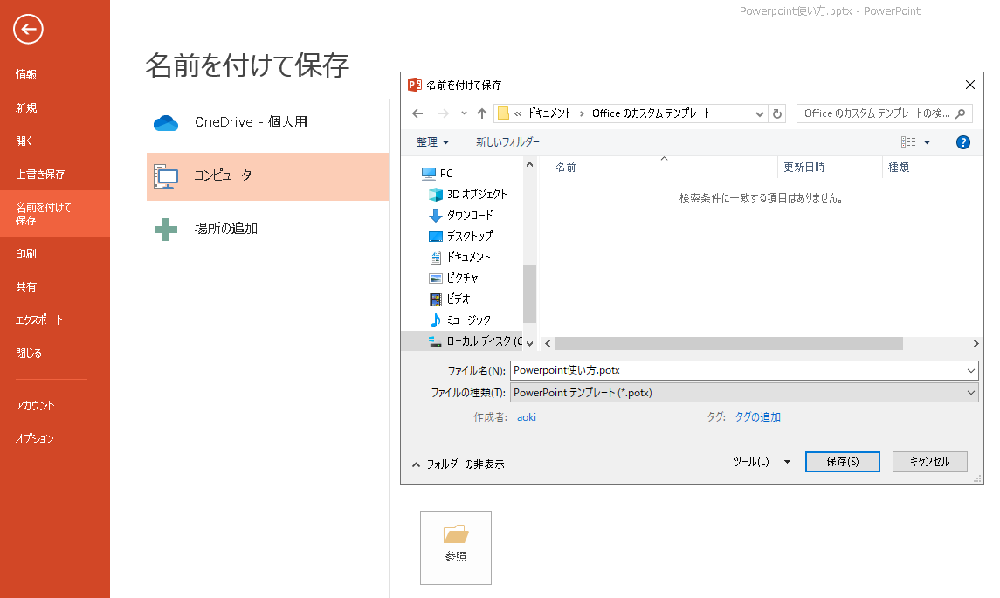 Powerpoint使い方.pptx - PowerPoint
情報
新規
開く
上書き保存
名前を付けて
保存
印刷
共有
エクスポート
閉じる
アカウント
オプション
名前を付けて保存
OneDrive - 個人用
コンピューター
場所の追加
名前を付けて保存
« ドキュメント › Office のカスタム テンプレート
Office のカスタム テンプレートの検...
整理
新しいフォルダー
PC
3D オブジェクト
ダウンロード
デスクトップ
ドキュメント
ピクチャ
ビデオ
ミュージック
ローカル ディスク (C
名前
更新日時
種類
検索条件に一致する項目はありません。
ファイル名(N): Powerpoint使い方.potx
ファイルの種類(T): PowerPoint テンプレート (*.potx)
作成者: aoki
タグ: タグの追加
フォルダーの非表示
ツール(L)
保存(S)
キャンセル
参照